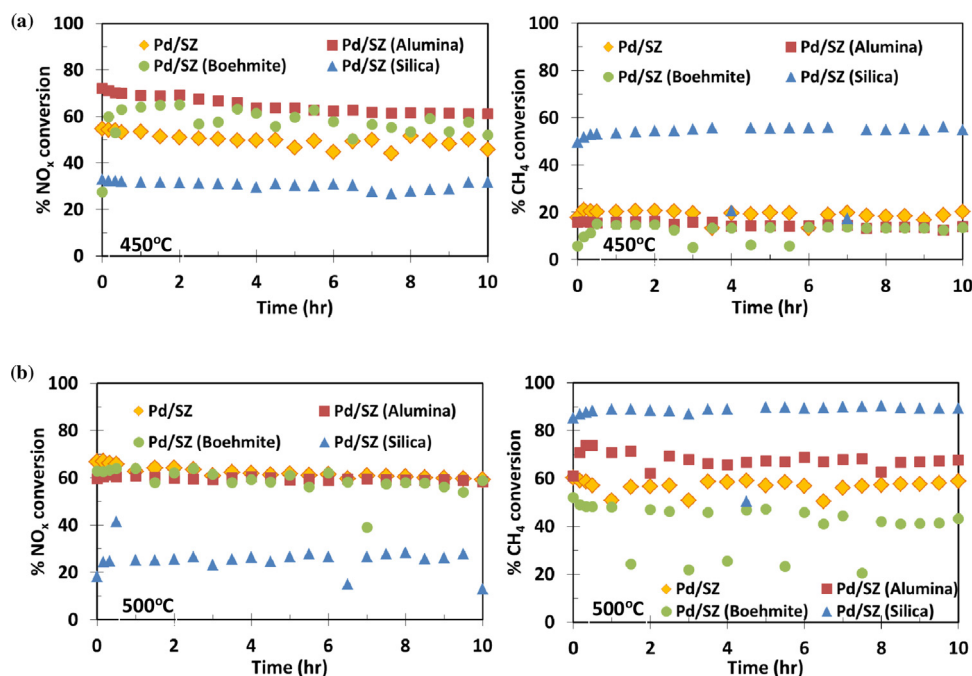 (a)
100
80
60
40
20
0
% NOx conversion
Pd/SZ
Pd/SZ (Alumina)
Pd/SZ (Boehmite)
Pd/SZ (Silica)
450°C
0 2 4 6 8 10
Time (hr)
100
80
60
40
20
0
% CH4 conversion
Pd/SZ
Pd/SZ (Alumina)
Pd/SZ (Boehmite)
Pd/SZ (Silica)
450°C
0 2 4 6 8 10
Time (hr)
(b)
100
80
60
40
20
0
% NOx conversion
Pd/SZ
Pd/SZ (Alumina)
Pd/SZ (Boehmite)
Pd/SZ (Silica)
500°C
0 2 4 6 8 10
Time (hr)
100
80
60
40
20
0
% CH4 conversion
Pd/SZ
Pd/SZ (Alumina)
Pd/SZ (Boehmite)
Pd/SZ (Silica)
500°C
0 2 4 6 8 10
Time (hr)